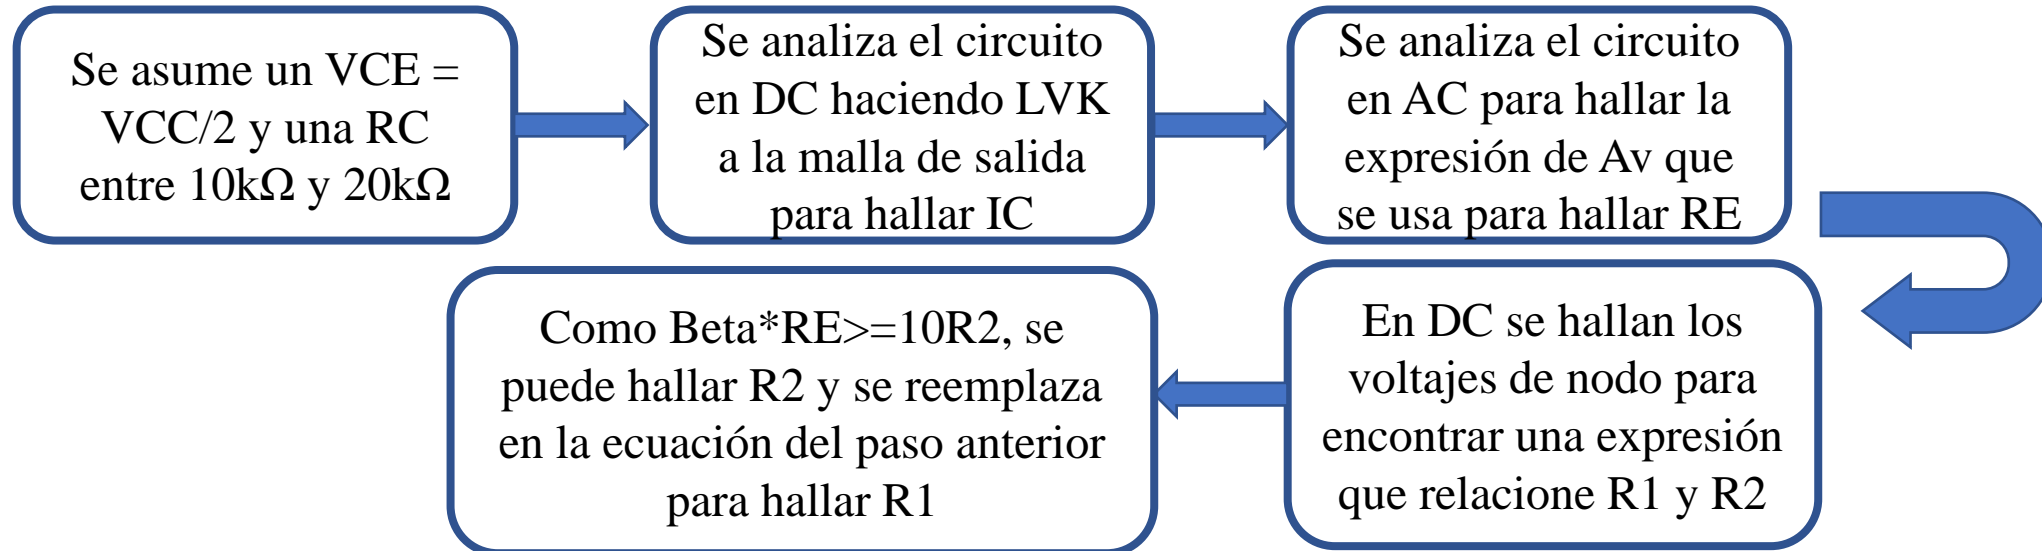 Se asume un VCE =
VCC/2 y una RC
entre 10kΩ y 20kΩ
Se analiza el circuito
en DC haciendo LVK
a la malla de salida
para hallar IC
Se analiza el circuito
en AC para hallar la
expresión de Av que
se usa para hallar RE
En DC se hallan los
voltajes de nodo para
encontrar una expresión
que relacione R1 y R2
Como Beta*RE>=10R2, se
puede hallar R2 y se reemplaza
en la ecuación del paso anterior
para hallar R1